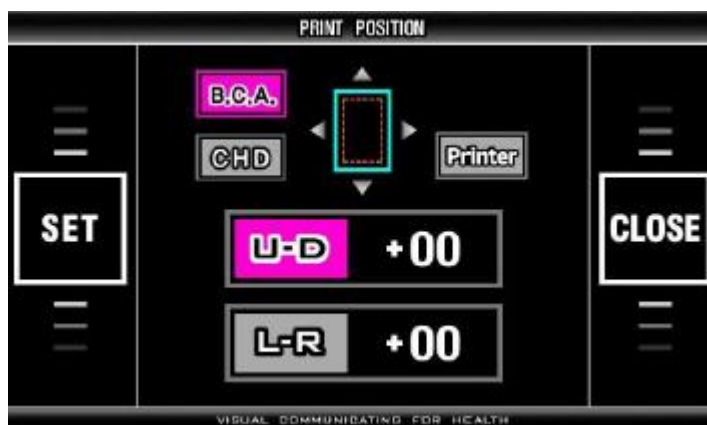 PRINT POSITION
B.C.A.
CHD
Printer
SET
CLOSE
U-D +00
L-R +00
VISUAL COMMUNICATING FOR HEALTH